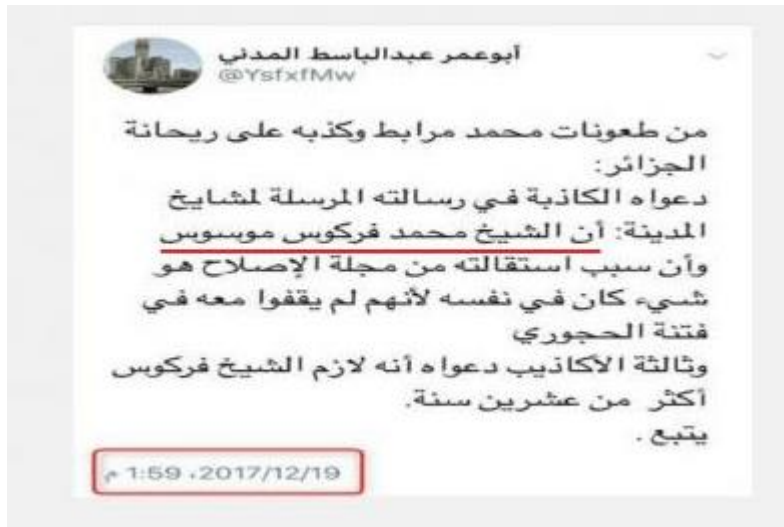 أبوعمر عبدالباسط المدني
@YsfxfMw
من طعونات محمد مرابط وكذبه على ريحانة
الجزائر:
دعواه الكاذبة في رسالته المرسلة لمشايخ
المدينة: أن الشيخ محمد فركوس موسوس
وأن سبب استقالته من مجلة الإصلاح هو
شيء كان في نفسه لأنهم لم يقفوا معه في
فتنة الحجوري
وثالثة الأكاذيب دعواه أنه لازم الشيخ فركوس
أكثر من عشرين سنة.
يتبع.
2017/12/19، 1:59 م